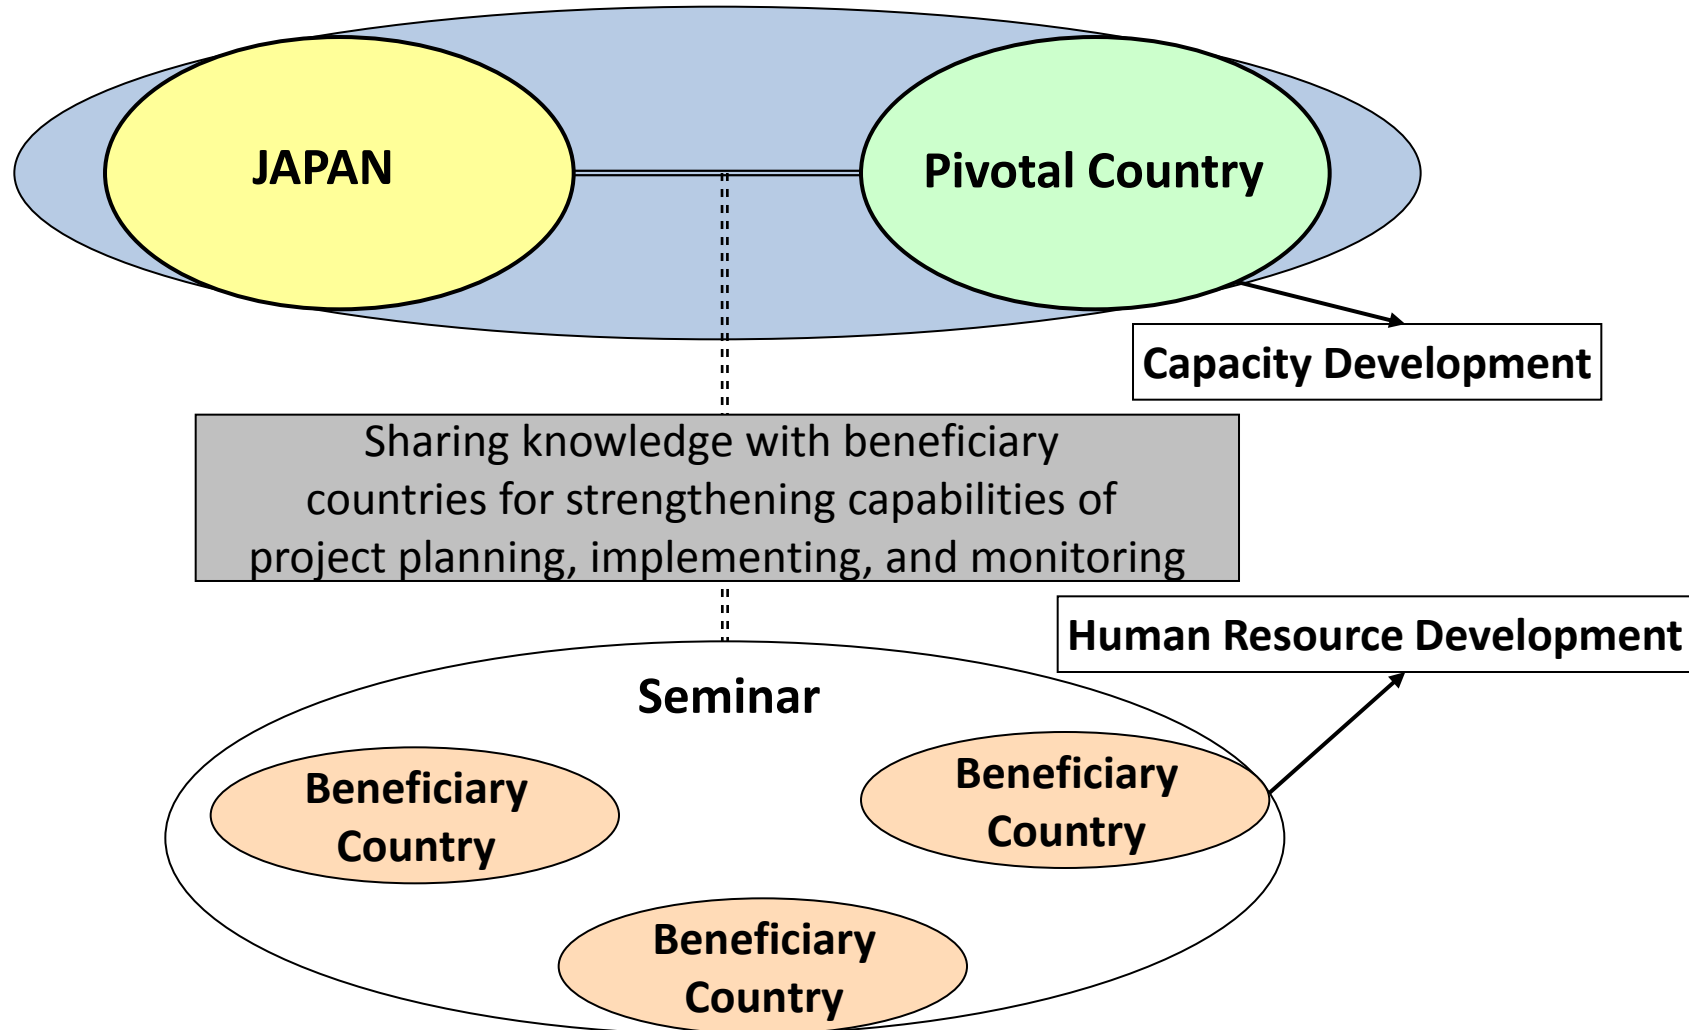 JAPAN
Pivotal Country
Capacity Development
Sharing knowledge with beneficiary
countries for strengthening capabilities of
project planning, implementing, and monitoring
Human Resource Development
Seminar
Beneficiary
Country
Beneficiary
Country
Beneficiary
Country